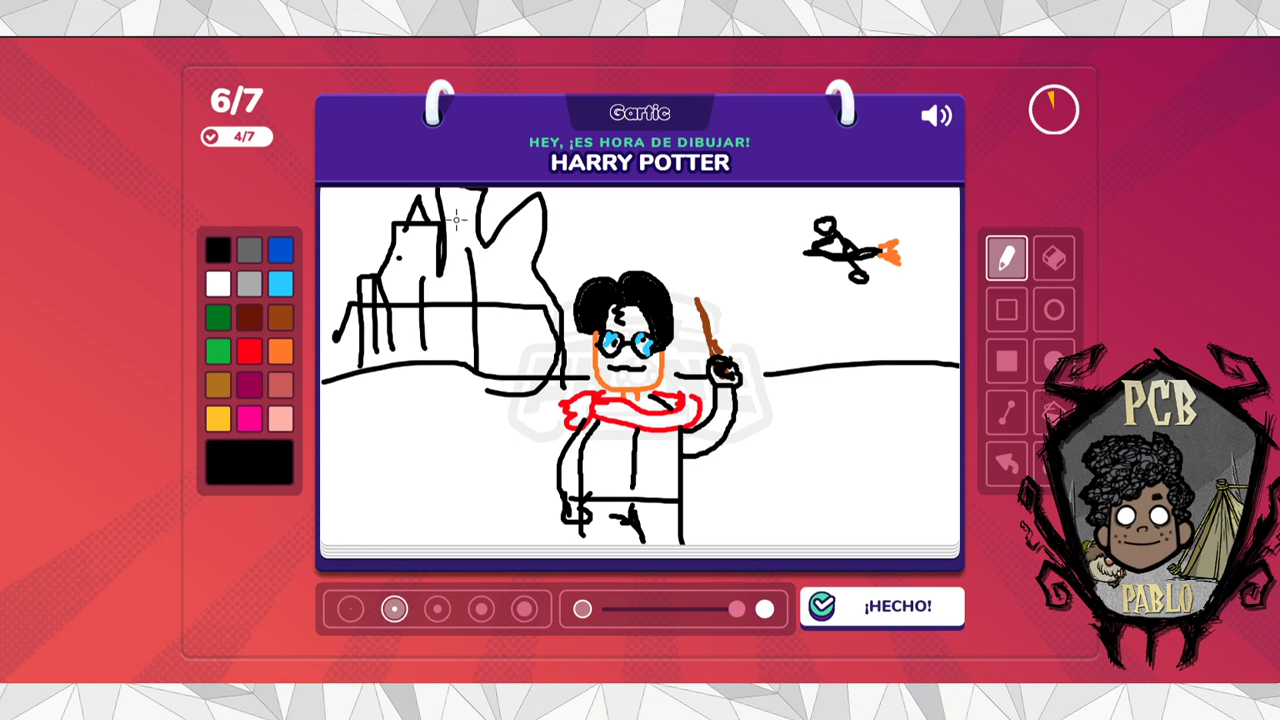 6/7
4/7
Gartic
HEY, ¡ES HORA DE DIBUJAR!
HARRY POTTER
¡HECHO!
PCB
PABLO